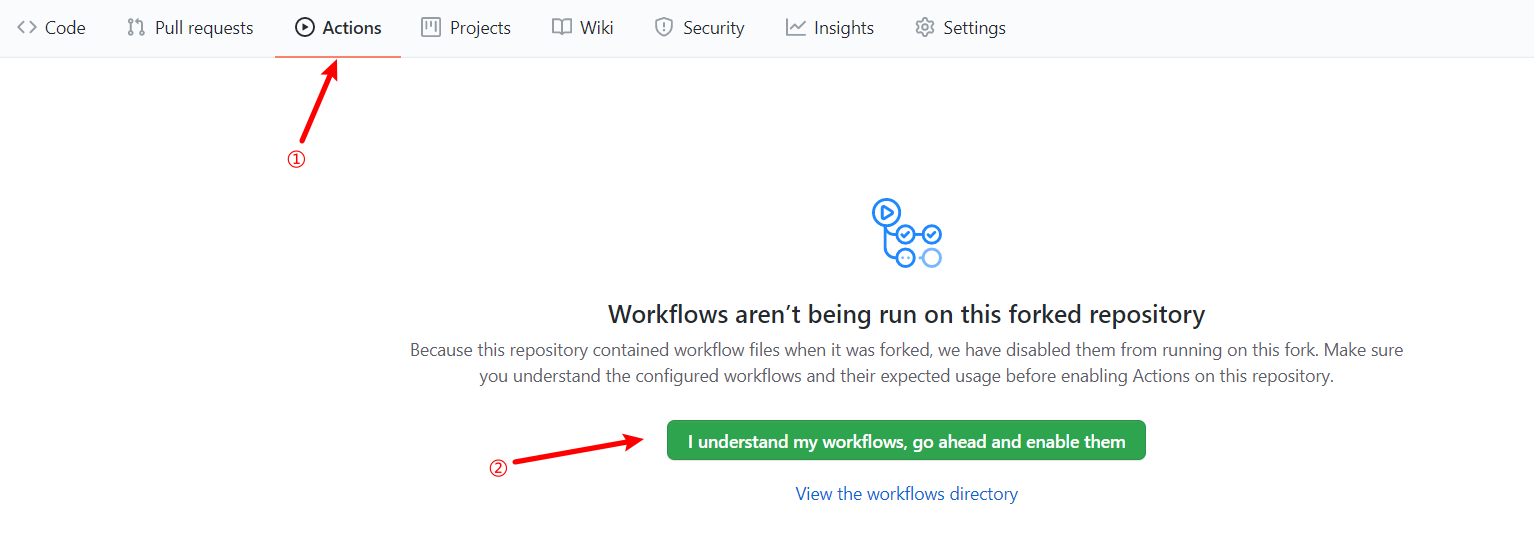 Code Pull requests Actions Projects Wiki Security Insights Settings
①
Workflows aren’t being run on this forked repository
Because this repository contained workflow files when it was forked, we have disabled them from running on this fork. Make sure
you understand the configured workflows and their expected usage before enabling Actions on this repository.
② I understand my workflows, go ahead and enable them
View the workflows directory